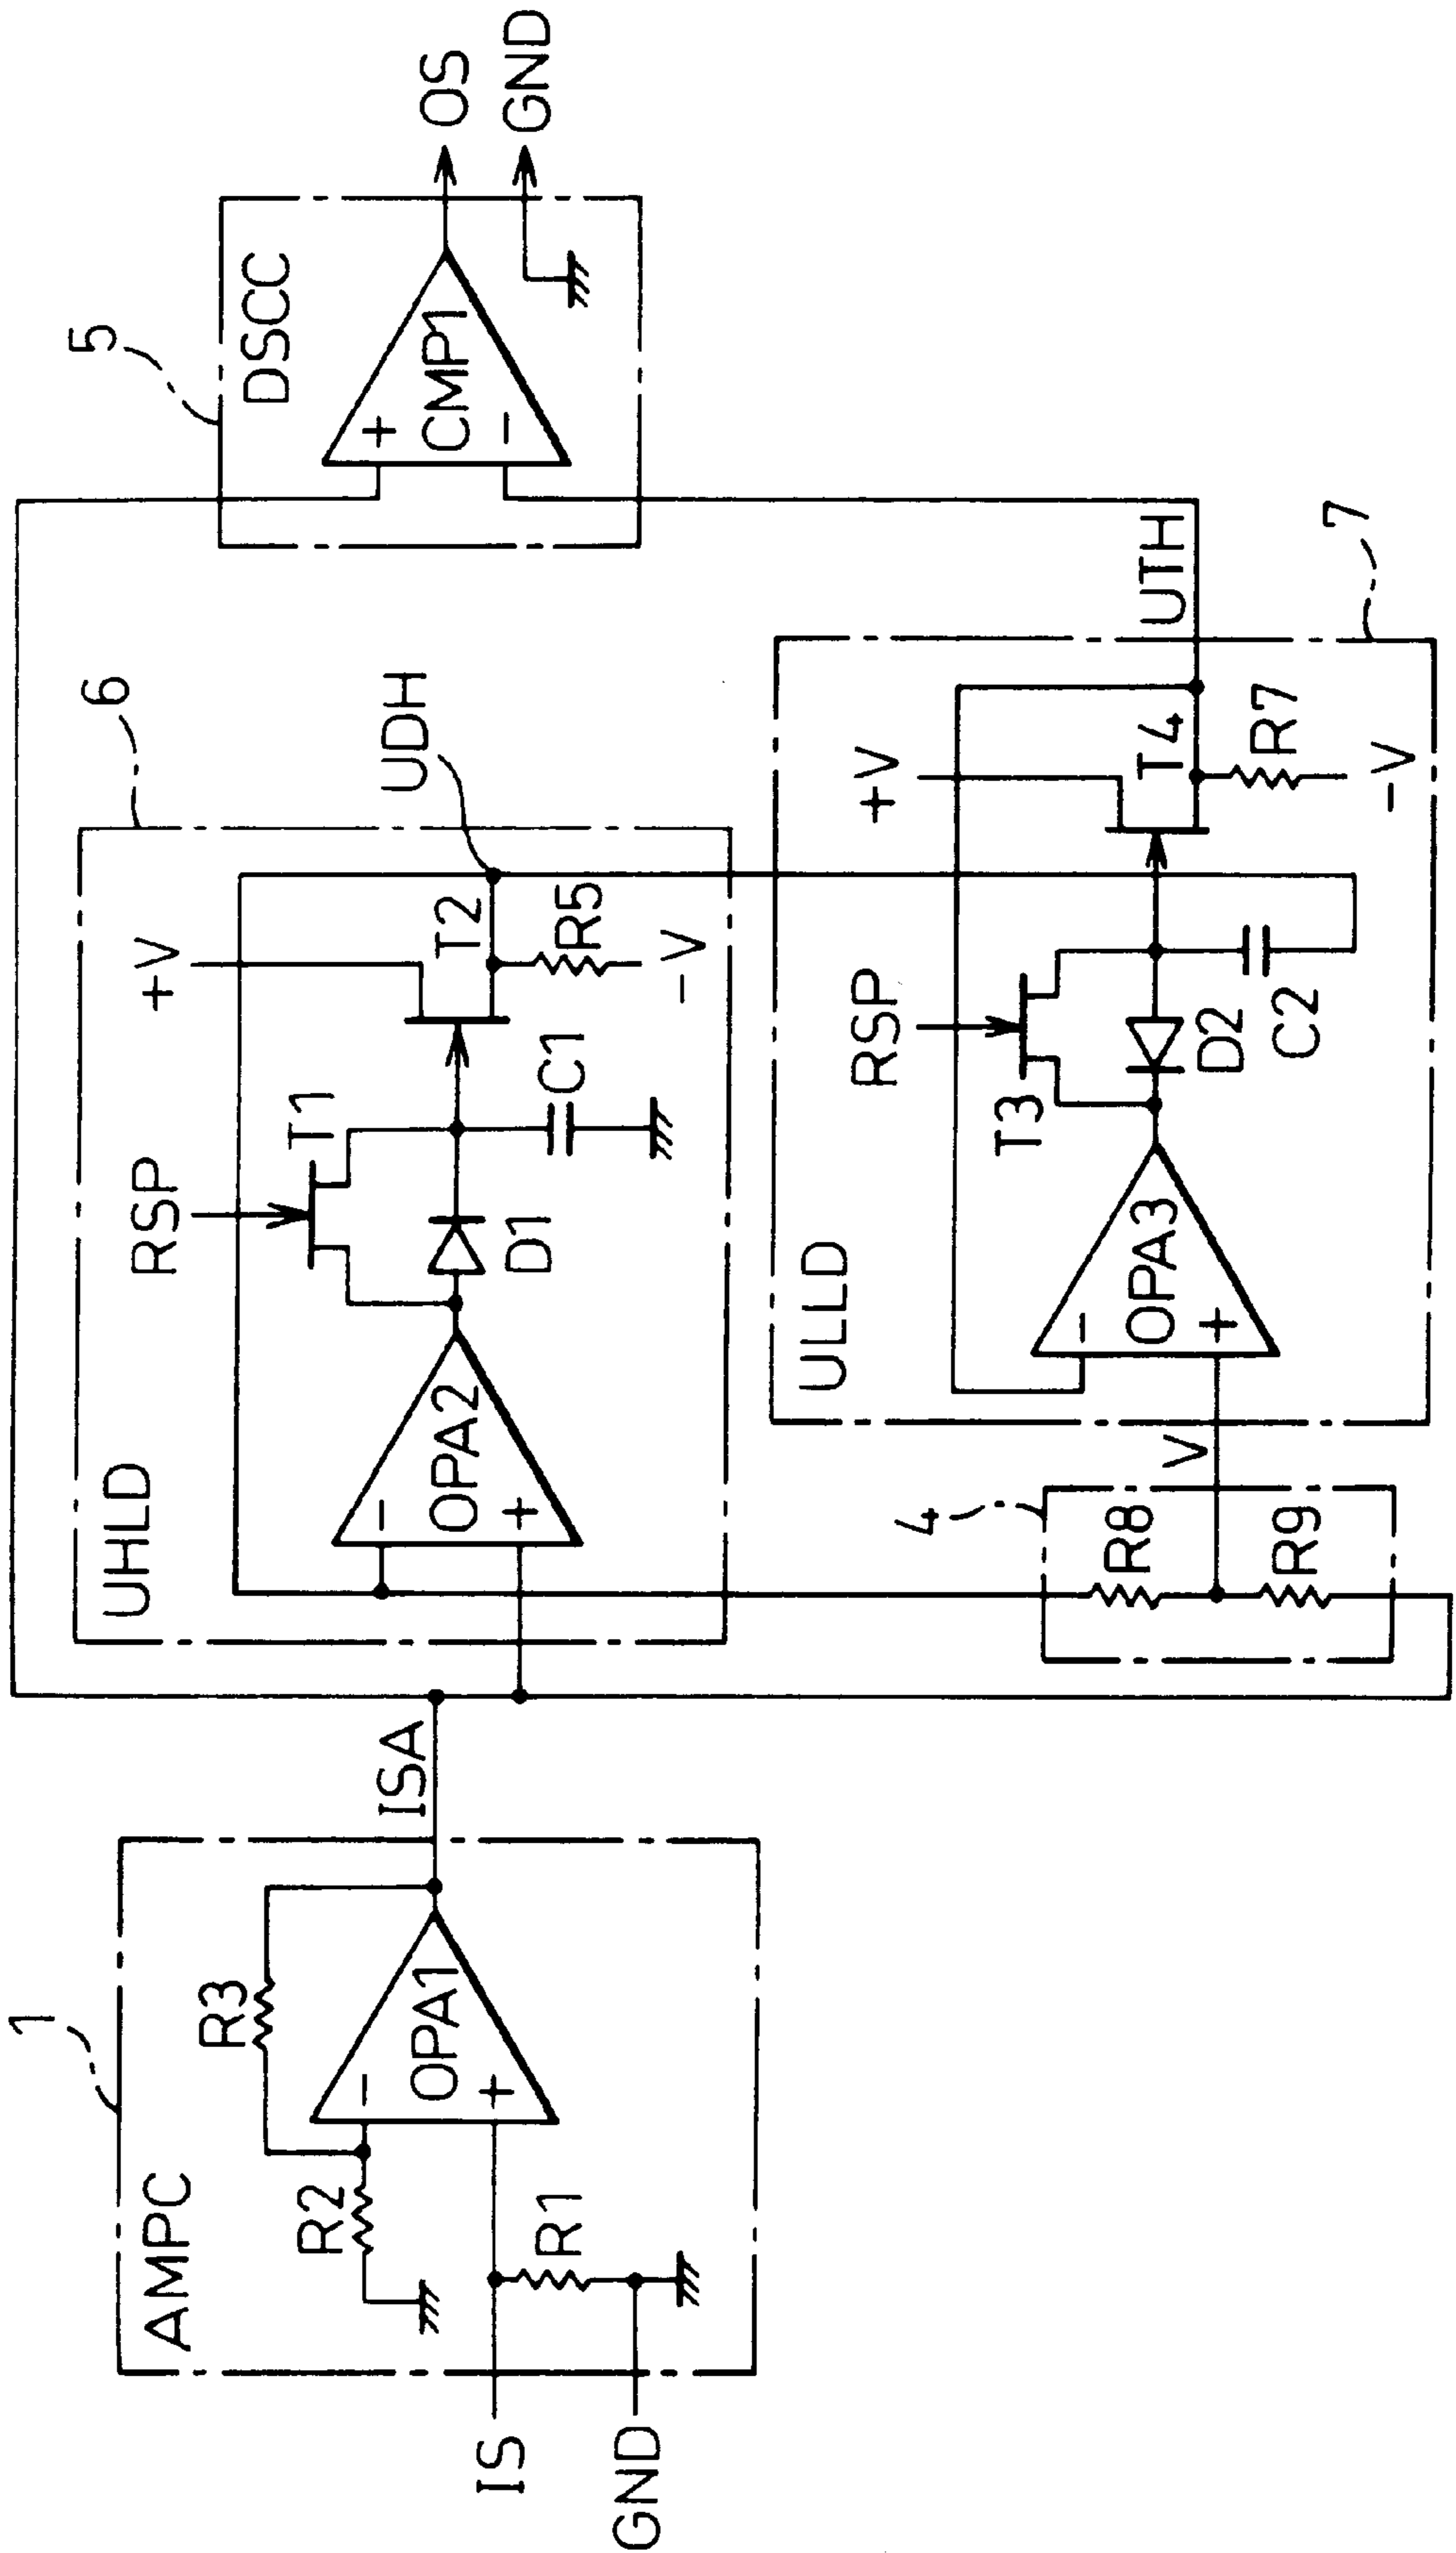 1
AMPC
R3
R2
OPA1
-
+
R1
IS
GND
ISA
6
UHLD
RSP
T1
+V
OPA2
-
+
D1
C1
T2
R5
-V
UDH
4
R8
R9
V
7
ULLD
RSP
T3
+V
OPA3
-
+
D2
C2
T4
R7
-V
UTH
5
DSCC
+
CMP1
-
OS
GND